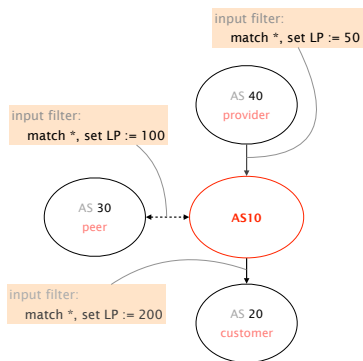 input filter:
match *, set LP := 50
AS 40
provider
input filter:
match *, set LP := 100
AS 30
peer
AS10
input filter:
match *, set LP := 200
AS 20
customer